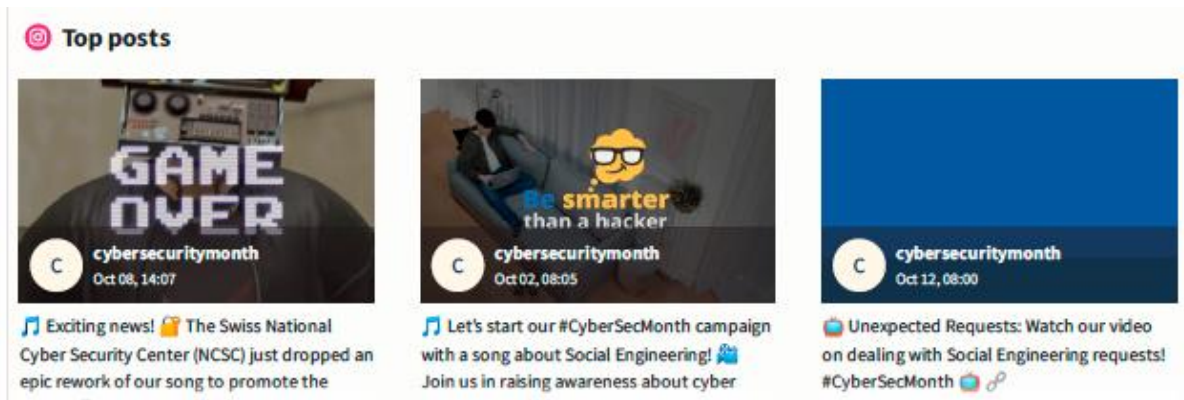 Top posts
GAME
OVER
C
cybersecuritymonth
Oct 08, 14:07
🎵 Exciting news! 🔐 The Swiss National
Cyber Security Center (NCSC) just dropped an
epic rework of our song to promote the
Be smarter
than a hacker
C
cybersecuritymonth
Oct 02, 08:05
🎵 Let's start our #CyberSecMonth campaign
with a song about Social Engineering! 🎦
Join us in raising awareness about cyber
C
cybersecuritymonth
Oct 12, 08:00
📺 Unexpected Requests: Watch our video
on dealing with Social Engineering requests!
#CyberSecMonth 📺 🔗